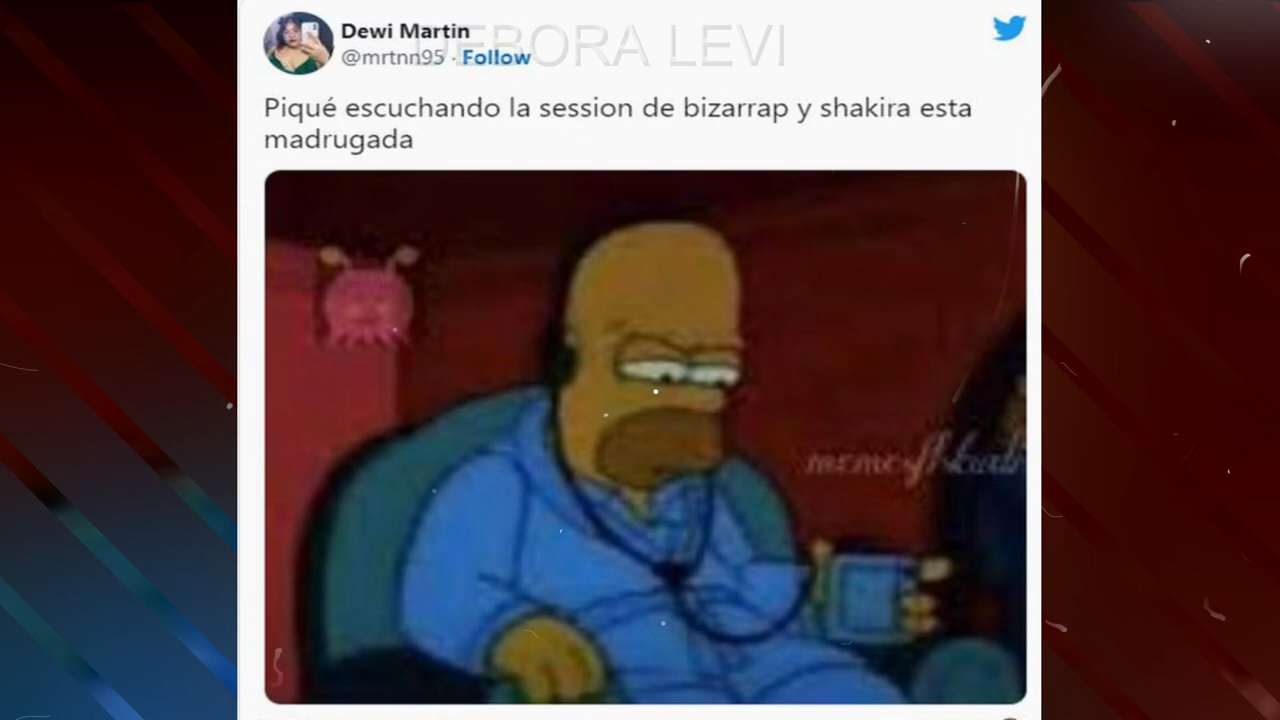 DEBORA LEVI
Dewi Martin
@mrtnn95 · Follow
Piqué escuchando la session de bizarrap y shakira esta
madrugada